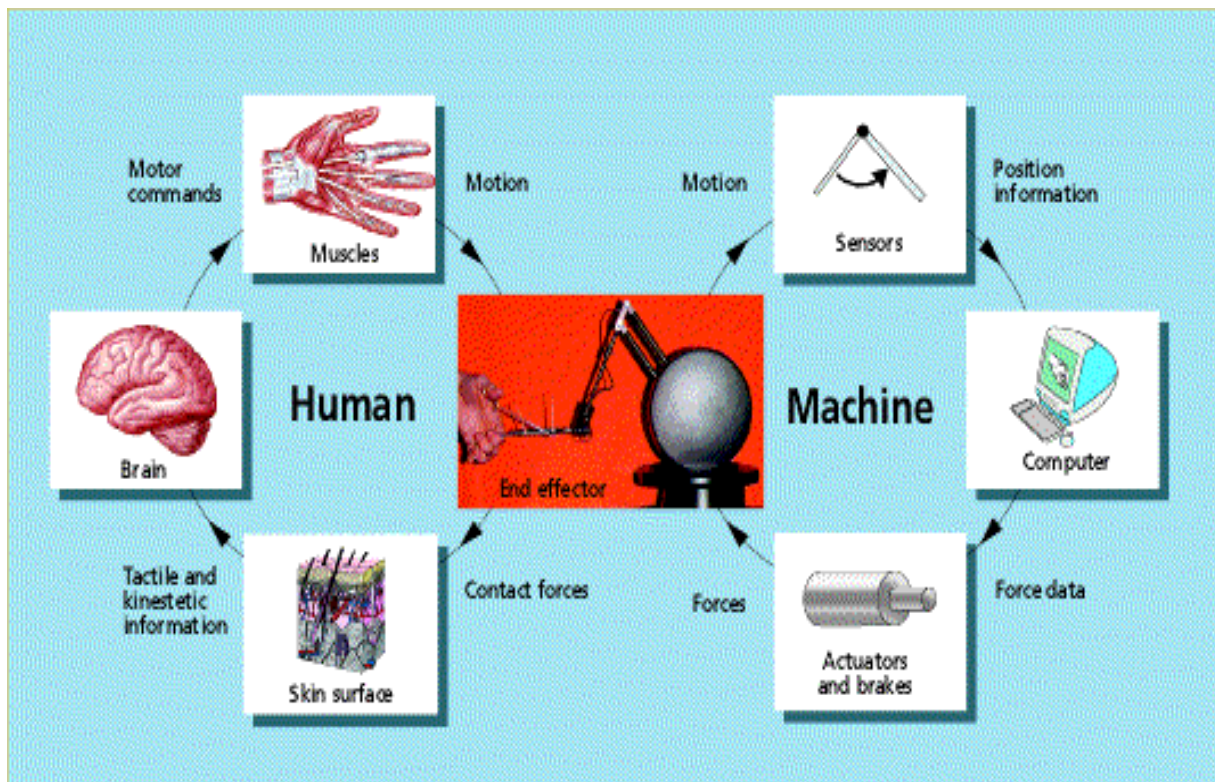 Motor
commands
Muscles
Motion
Motion
Sensors
Position
information
Brain
Human
End effector
Machine
Computer
Tactile and
kinestetic
information
Skin surface
Contact forces
Forces
Actuators
and brakes
Force data